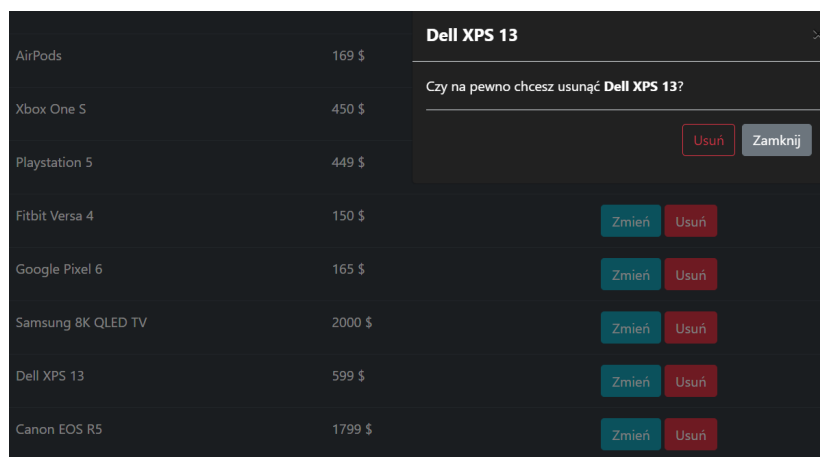 Dell XPS 13
AirPods 169 $
Czy na pewno chcesz usunąć Dell XPS 13?
Xbox One S 450 $
Usuń Zamknij
Playstation 5 449 $
Fitbit Versa 4 150 $ Zmień Usuń
Google Pixel 6 165 $ Zmień Usuń
Samsung 8K QLED TV 2000 $ Zmień Usuń
Dell XPS 13 599 $ Zmień Usuń
Canon EOS R5 1799 $ Zmień Usuń